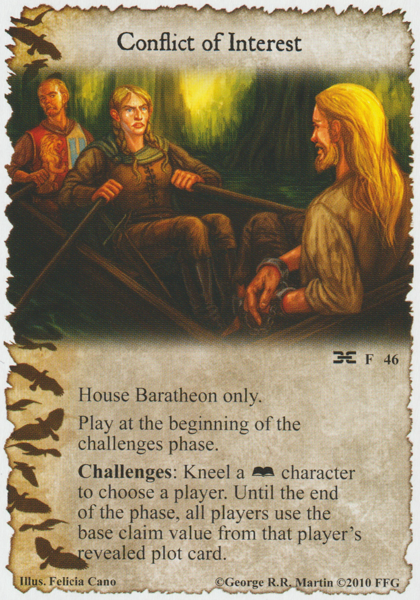 Conflict of Interest
F 46
House Baratheon only.
Play at the beginning of the
challenges phase.
Challenges: Kneel a character
to choose a player. Until the end
of the phase, all players use the
base claim value from that player's
revealed plot card.
Illus. Felicia Cano ©George R.R. Martin ©2010 FFG